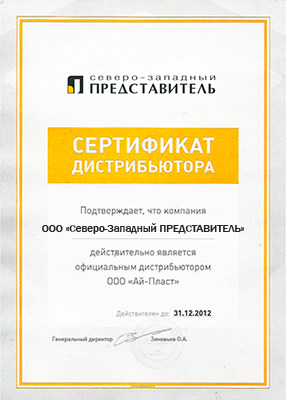 северо-западный
ПРЕДСТАВИТЕЛЬ
СЕРТИФИКАТ
ДИСТРИБЬЮТОРА
Подтверждает, что компания
ООО «Северо-Западный ПРЕДСТАВИТЕЛЬ»
действительно является
официальным дистрибьютором
ООО «Ай-Пласт»
Действителен до: 31.12.2012
Генеральный директор Зиновьев О.А.